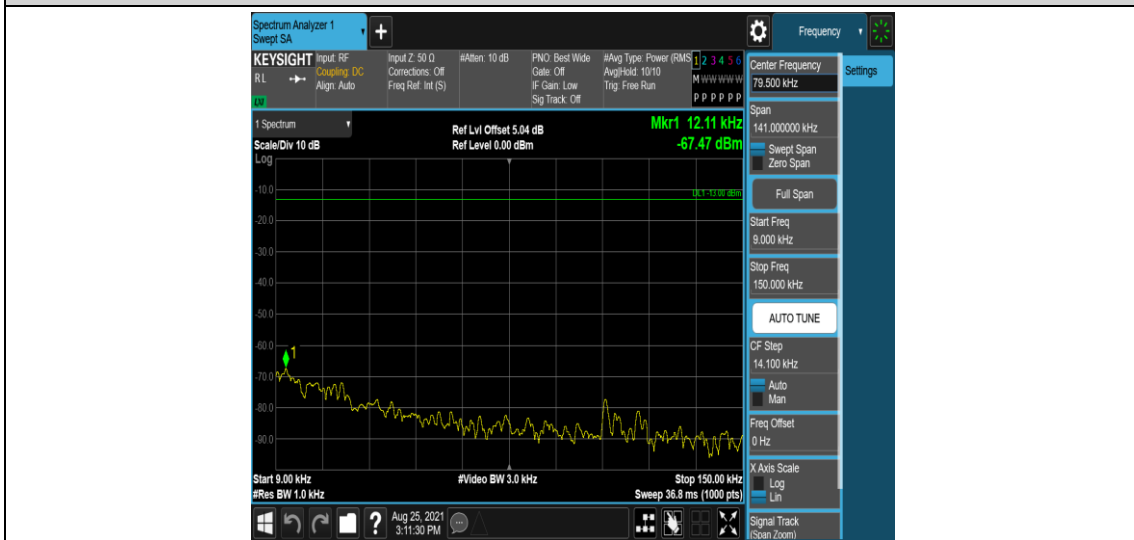 Spectrum Analyzer 1
Swept SA
+
Frequency
KEYSIGHT
RL
Input: RF
Coupling: DC
Align: Auto
Input Z: 50 Ω
Corrections: Off
Freq Ref: Int (S)
#Atten: 10 dB
PNO: Best Wide
Gate: Off
IF Gain: Low
Sig Track: Off
#Avg Type: Power (RMS
Avg|Hold: 10/10
Trig: Free Run
1 2 3 4 5 6
M W W W W W
P P P P P P
LXI
1 Spectrum
Scale/Div 10 dB
Log
Ref Lvl Offset 5.04 dB
Ref Level 0.00 dBm
Mkr1 12.11 kHz
-67.47 dBm
DL1 -13.00 dBm
-10.0
-20.0
-30.0
-40.0
-50.0
-60.0
-70.0
-80.0
-90.0
1
Start 9.00 kHz
#Res BW 1.0 kHz
#Video BW 3.0 kHz
Stop 150.00 kHz
Sweep 36.8 ms (1000 pts)
Center Frequency
79.500 kHz
Settings
Span
141.000000 kHz
Swept Span
Zero Span
Full Span
Start Freq
9.000 kHz
Stop Freq
150.000 kHz
AUTO TUNE
CF Step
14.100 kHz
Auto
Man
Freq Offset
0 Hz
X Axis Scale
Log
Lin
Signal Track
(Span Zoom)
?
Aug 25, 2021
3:11:30 PM